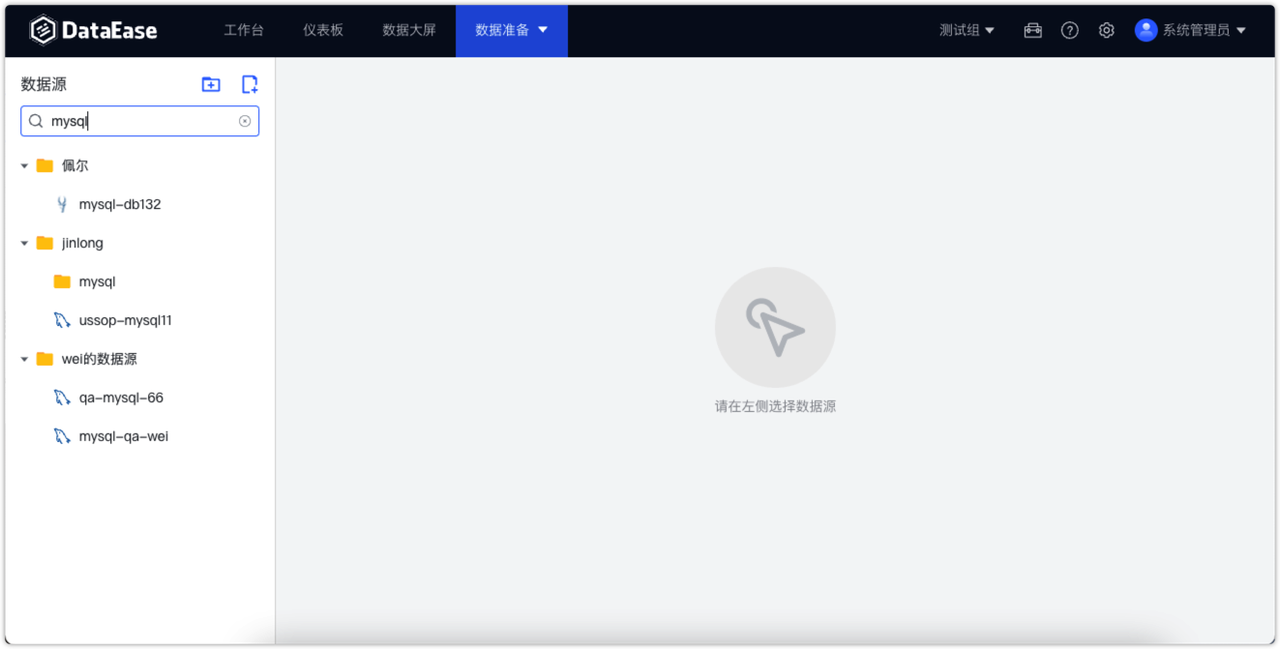 DataEase 工作台 仪表板 数据大屏 数据准备 测试组 系统管理员
数据源
mysql
佩尔
mysql-db132
jinlong
mysql
ussop-mysql11
wei的数据源
qa-mysql-66
mysql-qa-wei
请在左侧选择数据源